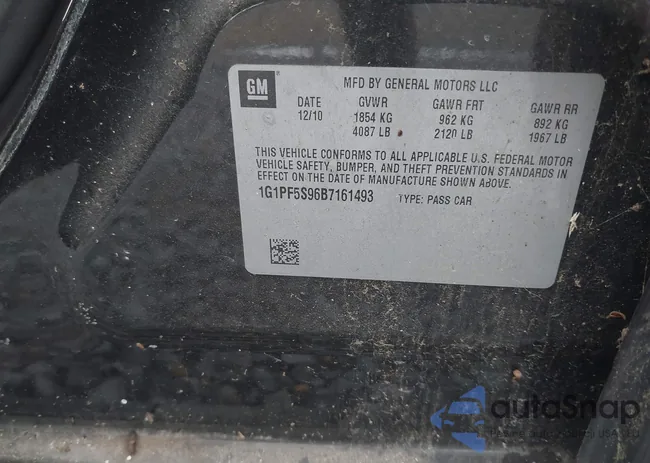 GM
MFD BY GENERAL MOTORS LLC
DATE GVWR GAWR FRT GAWR RR
12/10 1854 KG 962 KG 892 KG
4087 LB 2120 LB 1967 LB
THIS VEHICLE CONFORMS TO ALL APPLICABLE U.S. FEDERAL MOTOR
VEHICLE SAFETY, BUMPER, AND THEFT PREVENTION STANDARDS IN
EFFECT ON THE DATE OF MANUFACTURE SHOWN ABOVE.
1G1PF5S96B7161493 TYPE: PASS CAR
autoSnap